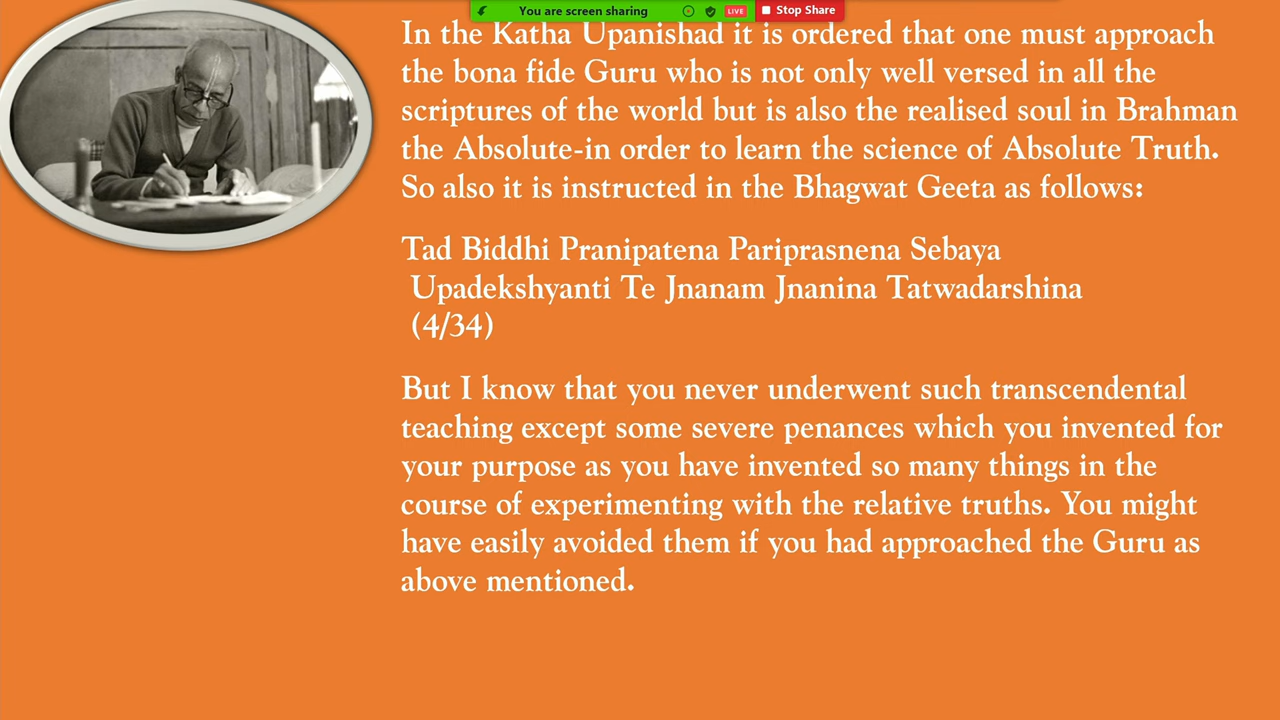 You are screen sharing LIVE Stop Share
In the Katha Upanishad it is ordered that one must approach
the bona fide Guru who is not only well versed in all the
scriptures of the world but is also the realised soul in Brahman
the Absolute-in order to learn the science of Absolute Truth.
So also it is instructed in the Bhagwat Geeta as follows:
Tad Biddhi Pranipatena Pariprasnena Sebaya
Upadekshyanti Te Jnanam Jnanina Tatwadarshina
(4/34)
But I know that you never underwent such transcendental
teaching except some severe penances which you invented for
your purpose as you have invented so many things in the
course of experimenting with the relative truths. You might
have easily avoided them if you had approached the Guru as
above mentioned.